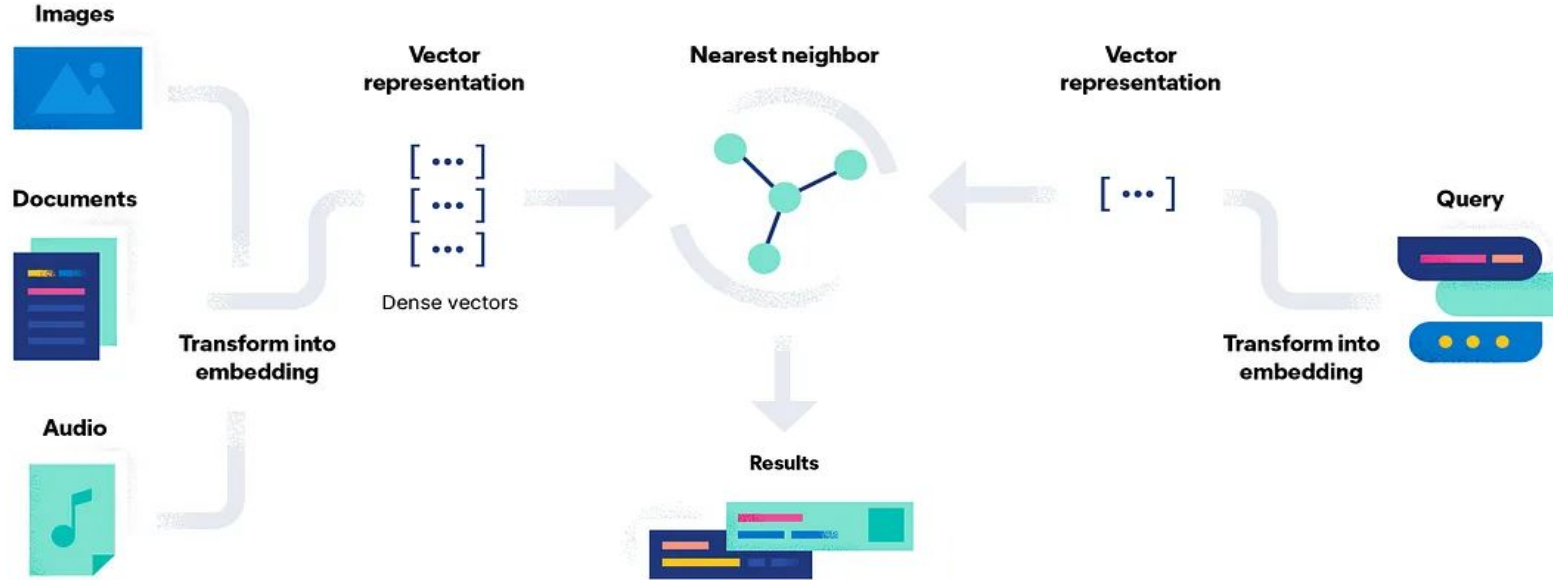 Images
Vector
representation
Nearest neighbor
Vector
representation
[ ••• ]
[ ••• ]
[ ••• ]
[ ••• ]
Documents
Query
Dense vectors
Transform into
embedding
Transform into
embedding
Audio
Results